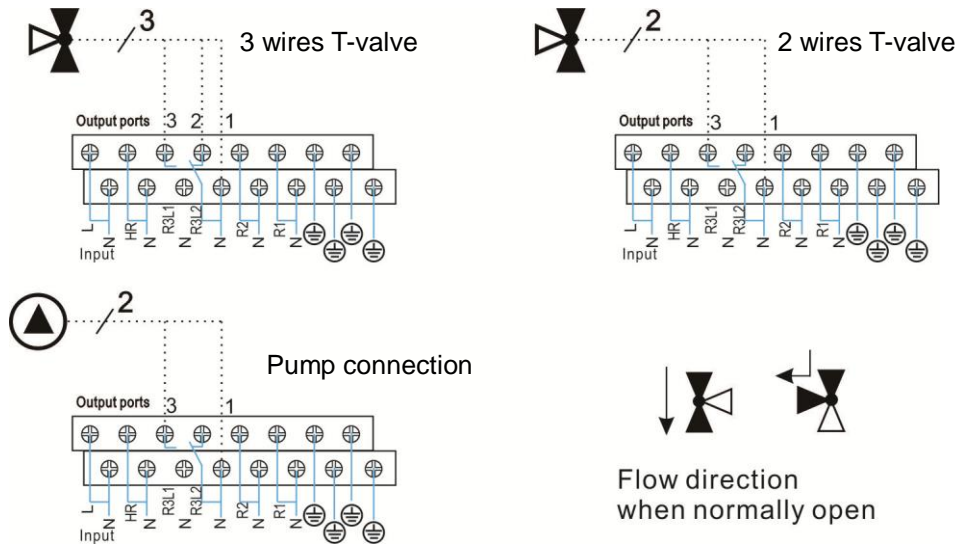 3
3 wires T-valve
Output ports 3 2 1
L N HR N R3L1 N R3L2 N R2 N R1 N
Input
2
2 wires T-valve
Output ports 3 1
L N HR N R3L1 N R3L2 N R2 N R1 N
Input
2
Pump connection
Output ports 3 1
L N HR N R3L1 N R3L2 N R2 N R1 N
Input
Flow direction
when normally open